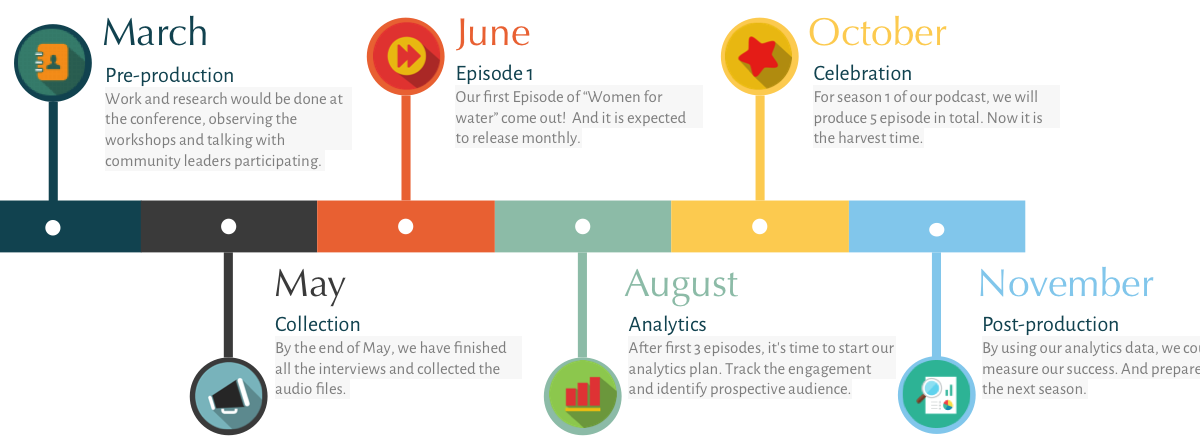 March
Pre-production
Work and research would be done at
the conference, observing the
workshops and talking with
community leaders participating.
May
Collection
By the end of May, we have finished
all the interviews and collected the
audio files.
June
Episode 1
Our first Episode of “Women for
water” come out!  And it is expected
to release monthly.
August
Analytics
After first 3 episodes, it's time to start our
analytics plan. Track the engagement
and identify prospective audience.
October
Celebration
For season 1 of our podcast, we will
produce 5 episode in total. Now it is
the harvest time.
November
Post-production
By using our analytics data, we
measure our success. And prepare
the next season.